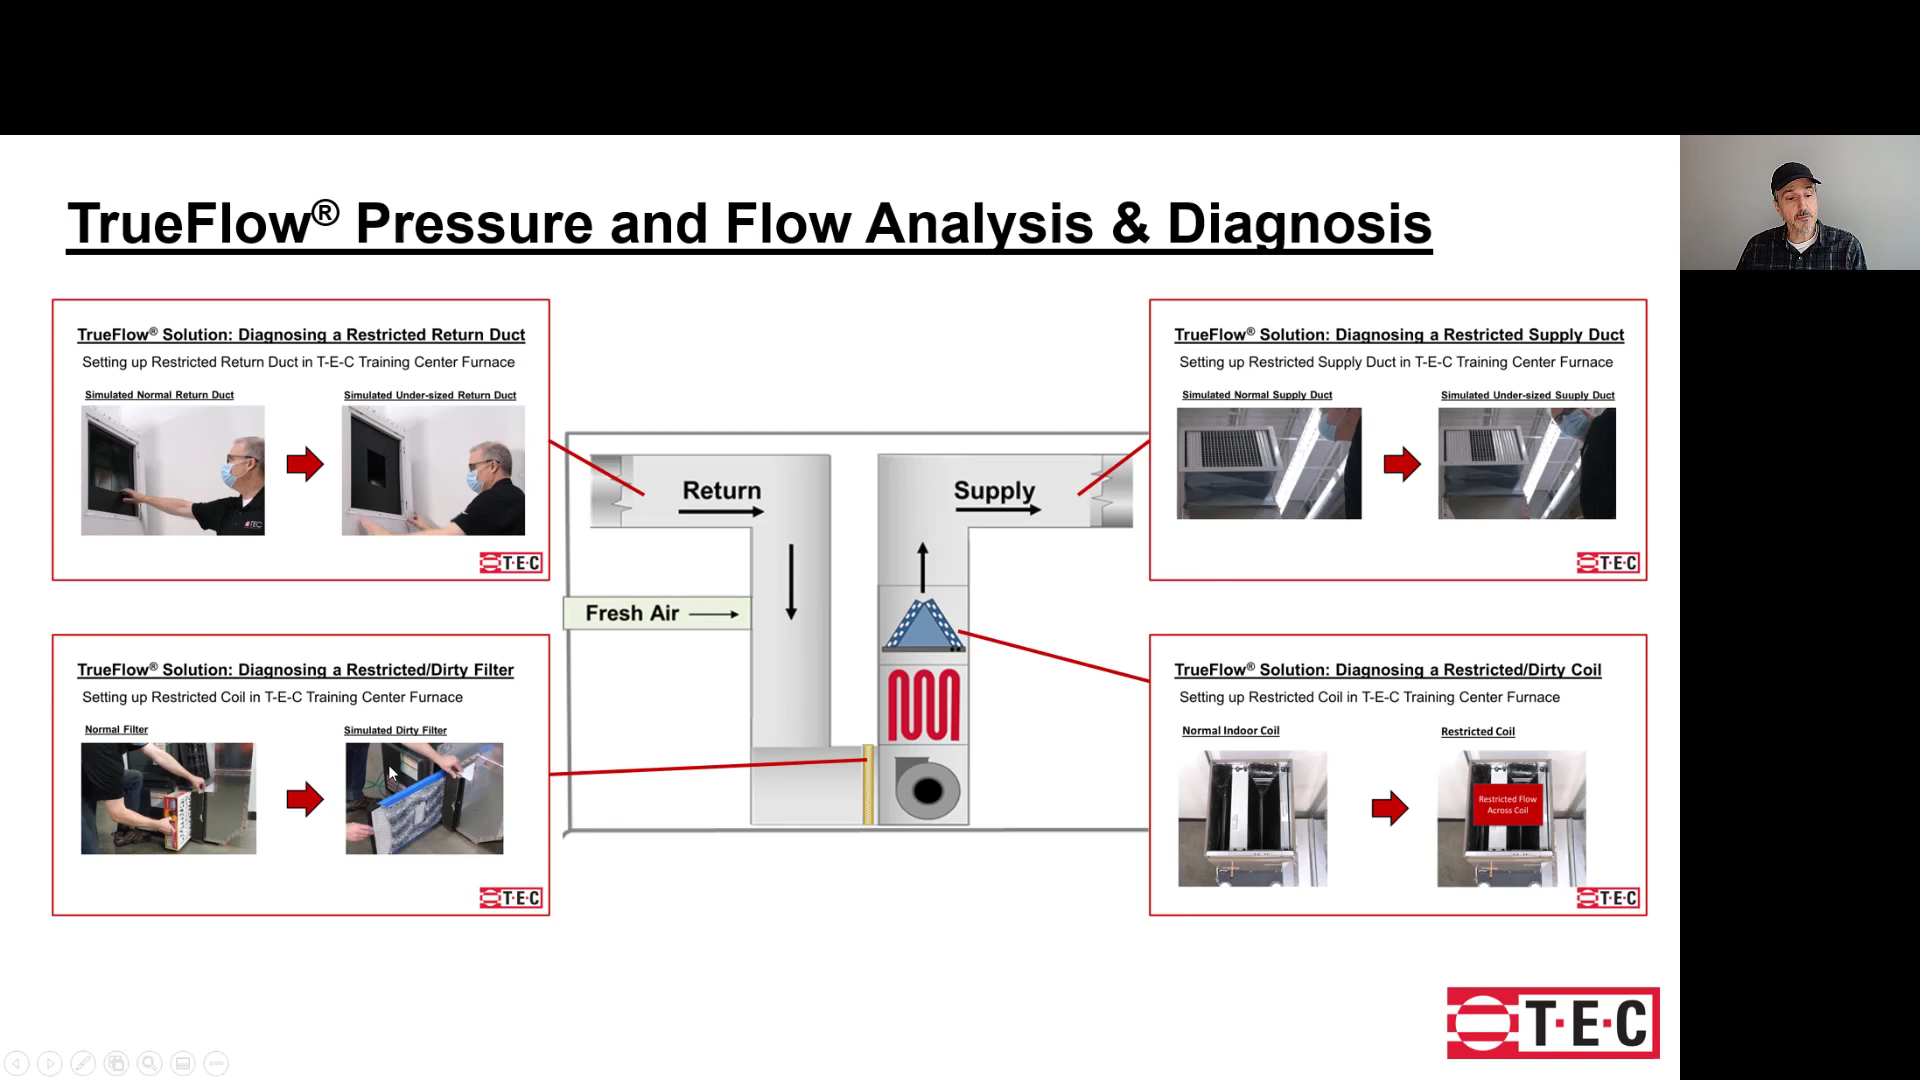 TrueFlow® Pressure and Flow Analysis & Diagnosis
TrueFlow® Solution: Diagnosing a Restricted Return Duct
Setting up Restricted Return Duct in T-E-C Training Center Furnace
Simulated Normal Return Duct
Simulated Under-sized Return Duct
TEC
T·E·C
TrueFlow® Solution: Diagnosing a Restricted Supply Duct
Setting up Restricted Supply Duct in T-E-C Training Center Furnace
Simulated Normal Supply Duct
Simulated Under-sized Suuply Duct
T·E·C
Return
Supply
Fresh Air
TrueFlow® Solution: Diagnosing a Restricted/Dirty Filter
Setting up Restricted Coil in T-E-C Training Center Furnace
Normal Filter
Simulated Dirty Filter
T·E·C
TrueFlow® Solution: Diagnosing a Restricted/Dirty Coil
Setting up Restricted Coil in T-E-C Training Center Furnace
Normal Indoor Coil
Restricted Coil
Restricted Flow
Across Coil
T·E·C
T·E·C